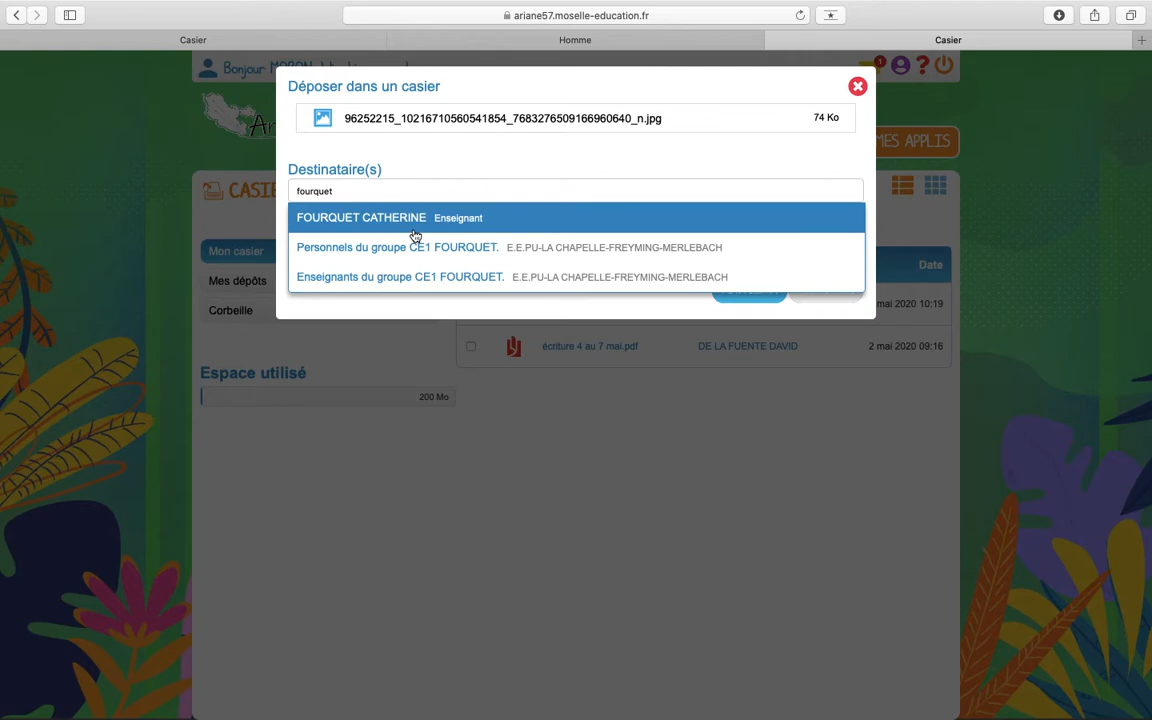 ariane57.moselle-education.fr
Casier
Homme
Casier
Bonjour
1
?
Déposer dans un casier
96252215_10216710560541854_7683276509166960640_n.jpg
74 Ko
MES APPLIS
Destinataire(s)
CASIE
fourquet
FOURQUET CATHERINE Enseignant
Personnels du groupe CE1 FOURQUET. E.E.PU-LA CHAPELLE-FREYMING-MERLEBACH
Enseignants du groupe CE1 FOURQUET. E.E.PU-LA CHAPELLE-FREYMING-MERLEBACH
Mon casier
Date
Mes dépôts
Corbeille
mai 2020 10:19
écriture 4 au 7 mai.pdf
DE LA FUENTE DAVID
2 mai 2020 09:16
Espace utilisé
200 Mo